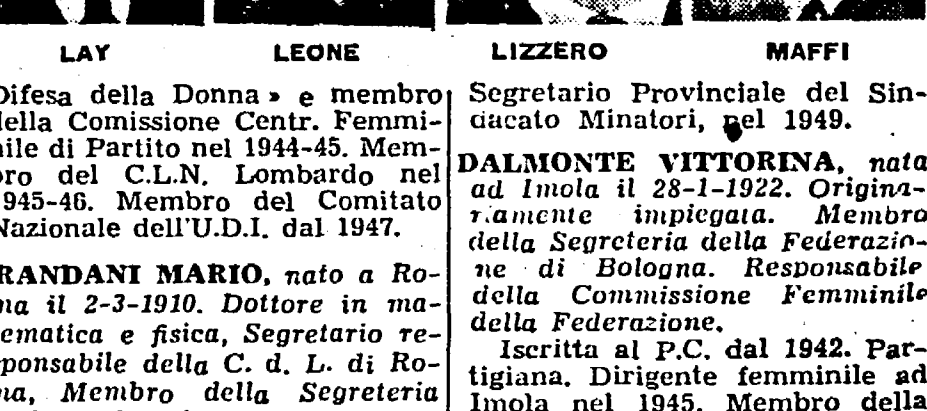 LAY LEONE LIZZERO MAFFI
Difesa della Donna » e membro
della Comissione Centr. Femmi-
nile di Partito nel 1944-45. Mem-
bro del C.L.N. Lombardo nel
1945-46. Membro del Comitato
Nazionale dell'U.D.I. dal 1947.
RANDANI MARIO, nato a Ro-
ma il 2-3-1910. Dottore in ma-
tematica e fisica, Segretario re-
sponsabile della C. d. L. di Ro-
ma, Membro della Segreteria
Segretario Provinciale del Sin-
dacato Minatori, nel 1949.
DALMONTE VITTORINA, nata
ad Imola il 28-1-1922. Origina-
riamente impiegata. Membro
della Segreteria della Federazio-
ne di Bologna. Responsabile
della Commissione Femminile
della Federazione.
Iscritta al P.C. dal 1942. Par-
tigiana. Dirigente femminile ad
Imola nel 1945. Membro della